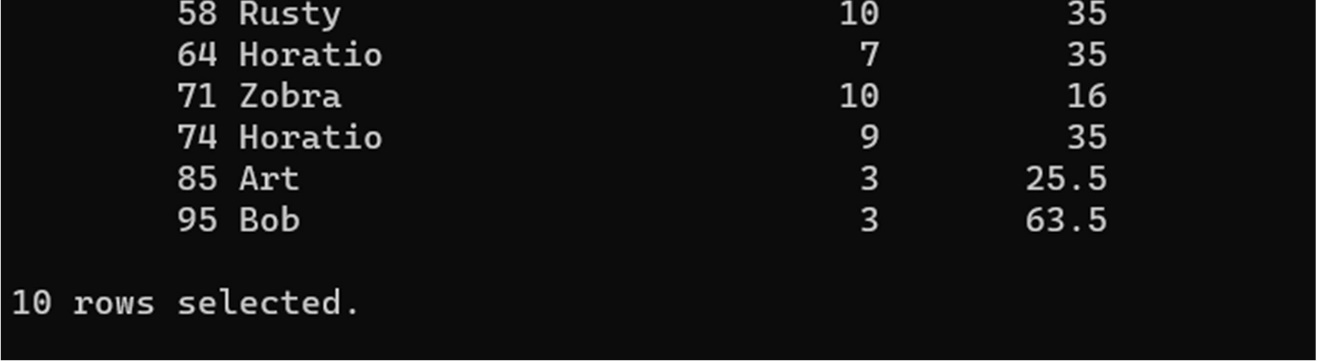 58 Rusty 10 35
64 Horatio 7 35
71 Zobra 10 16
74 Horatio 9 35
85 Art 3 25.5
95 Bob 3 63.5
10 rows selected.